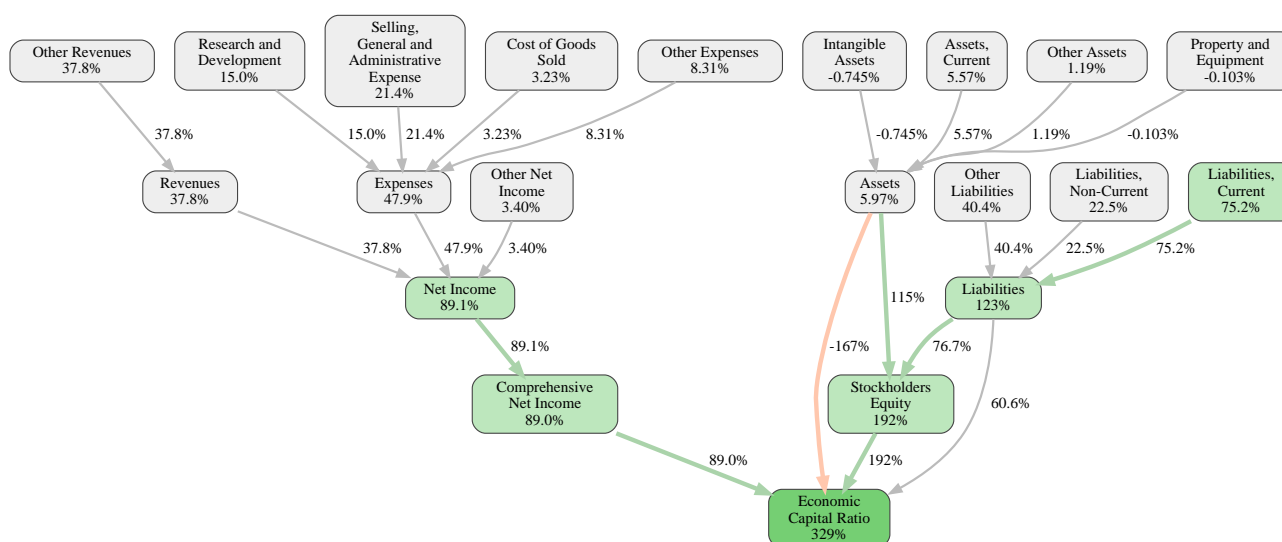 Other Revenues
37.8%
Research and
Development
15.0%
Selling,
General and
Administrative
Expense
21.4%
Cost of Goods
Sold
3.23%
Other Expenses
8.31%
Intangible
Assets
-0.745%
Assets,
Current
5.57%
Other Assets
1.19%
Property and
Equipment
-0.103%
37.8%
15.0%
21.4%
3.23%
8.31%
-0.745%
5.57%
1.19%
-0.103%
Revenues
37.8%
Expenses
47.9%
Other Net
Income
3.40%
Assets
5.97%
Other
Liabilities
40.4%
Liabilities,
Non-Current
22.5%
Liabilities,
Current
75.2%
37.8%
47.9%
3.40%
40.4%
22.5%
75.2%
Net Income
89.1%
115%
Liabilities
123%
89.1%
-167%
76.7%
Comprehensive
Net Income
89.0%
Stockholders
Equity
192%
60.6%
89.0%
192%
Economic
Capital Ratio
329%